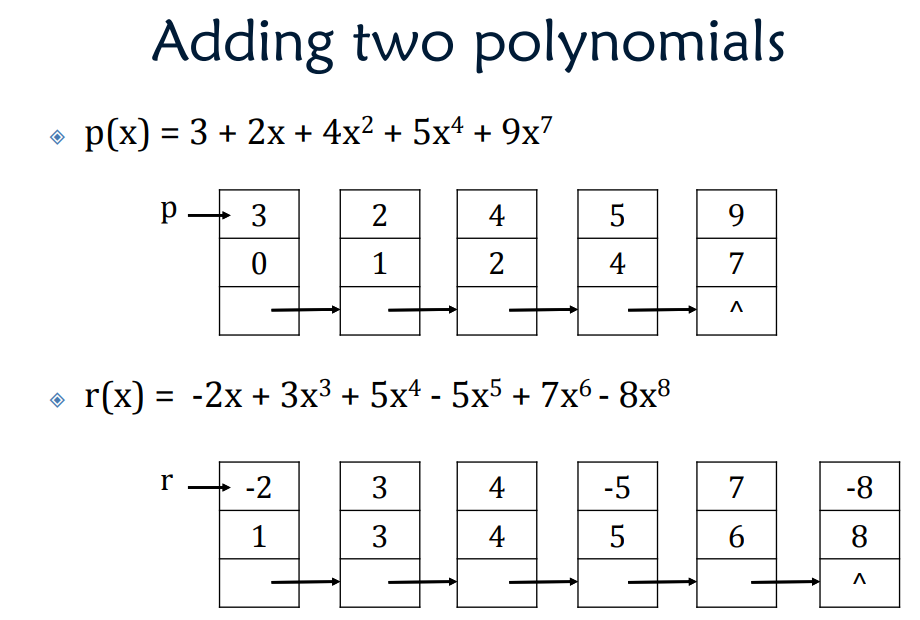 Adding two polynomials
p(x) = 3 + 2x + 4x² + 5x⁴ + 9x⁷
p 3 2 4 5 9
0 1 2 4 7
^
r(x) = -2x + 3x³ + 5x⁴ - 5x⁵ + 7x⁶ - 8x⁸
r -2 3 4 -5 7 -8
1 3 4 5 6 8
^